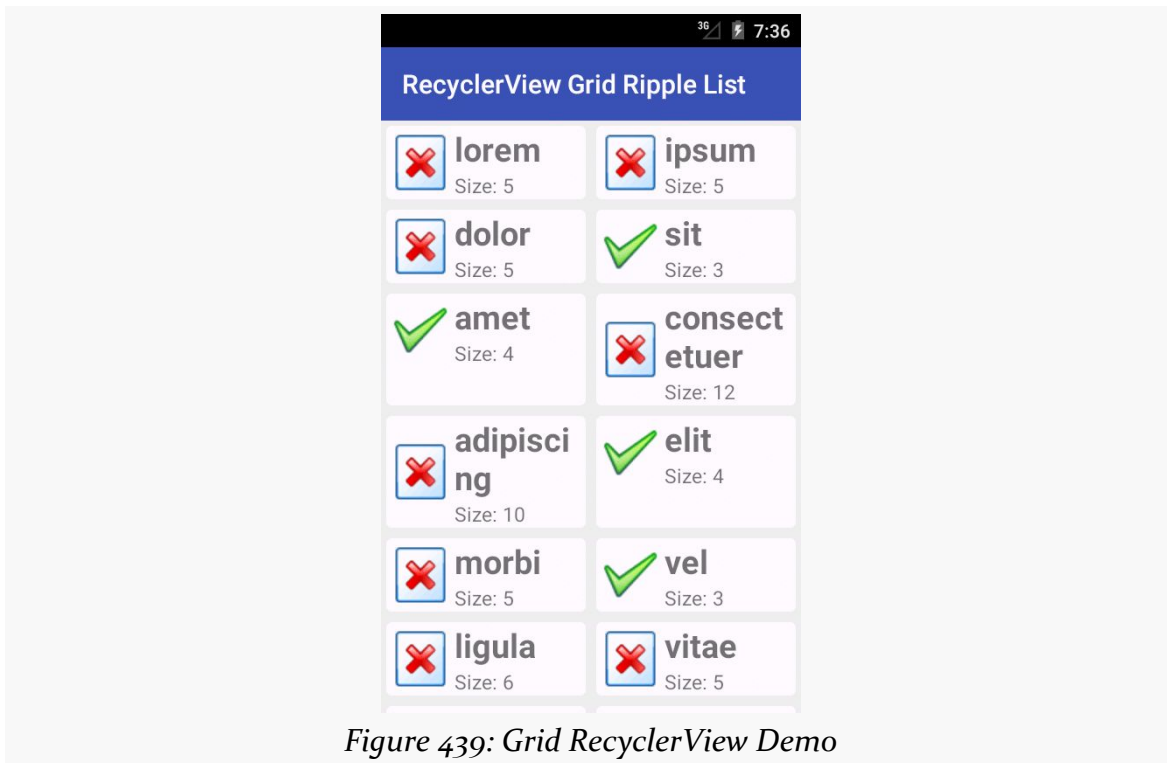 3G 7:36
RecyclerView Grid Ripple List
lorem
Size: 5
ipsum
Size: 5
dolor
Size: 5
sit
Size: 3
amet
Size: 4
consect
etuer
Size: 12
adipisci
ng
Size: 10
elit
Size: 4
morbi
Size: 5
vel
Size: 3
ligula
Size: 6
vitae
Size: 5
Figure 439: Grid RecyclerView Demo